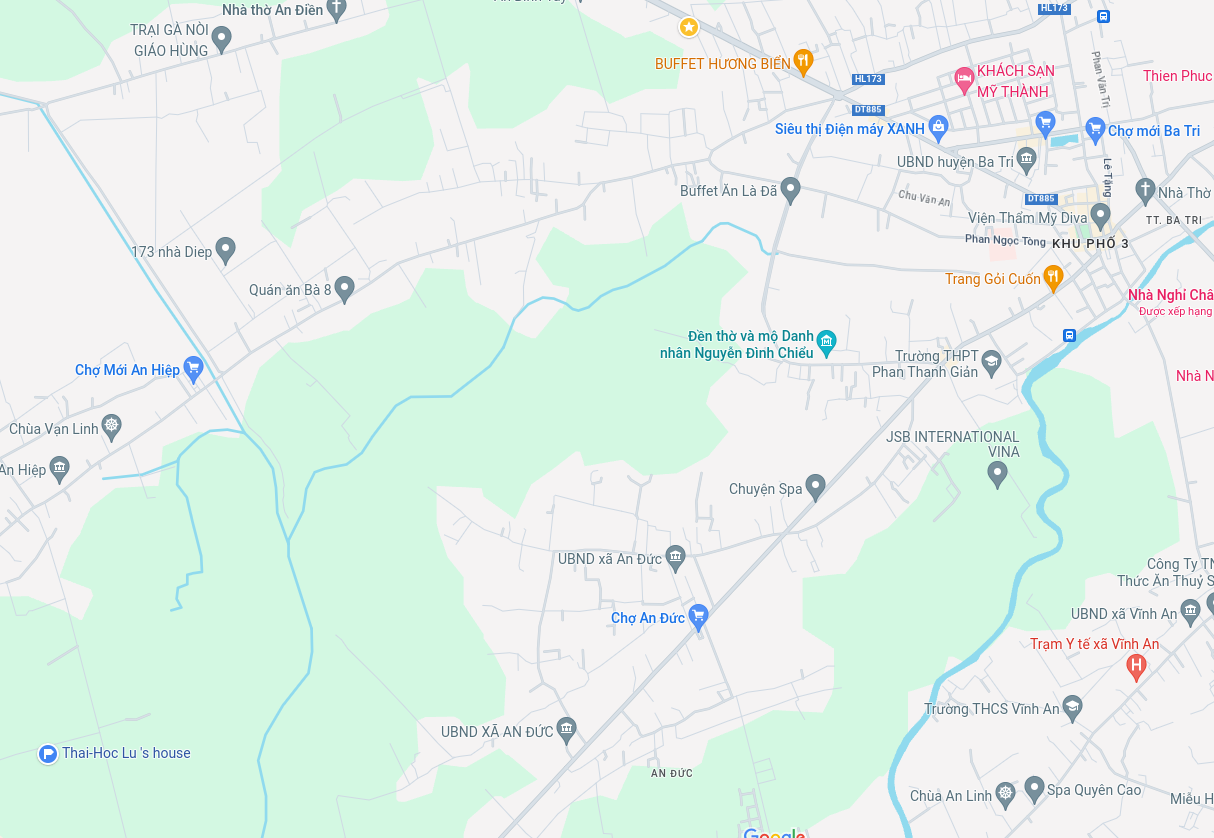 An Bình Tây
HL173
Nhà thờ An Điền
TRẠI GÀ NÒI
GIÁO HÙNG
BUFFET HƯƠNG BIỂN
HL173
KHÁCH SẠN
MỸ THÀNH
Phan Văn Trị
Thien Phuc
DT885
Siêu thị Điện máy XANH
Chợ mới Ba Tri
UBND huyện Ba Tri
Lê Tặng
Buffet Ăn Là Đã
Chu Văn An
DT885
Nhà Thờ
Viện Thẩm Mỹ Diva
TT. BA TRI
Phan Ngọc Tòng
KHU PHỐ 3
173 nhà Diep
Quán ăn Bà 8
Trang Gỏi Cuốn
Nhà Nghỉ Châ
Được xếp hạng
Đền thờ và mộ Danh
nhân Nguyễn Đình Chiểu
Trường THPT
Phan Thanh Giản
Chợ Mới An Hiệp
Nhà N
Chùa Vạn Linh
An Hiệp
JSB INTERNATIONAL
VINA
Chuyện Spa
UBND xã An Đức
Công Ty TN
Thức Ăn Thuỷ S
Chợ An Đức
UBND xã Vĩnh An
Trạm Y tế xã Vĩnh An
Trường THCS Vĩnh An
UBND XÃ AN ĐỨC
Thai-Hoc Lu 's house
AN ĐỨC
Chùa An Linh
Spa Quyên Cao
Miếu H
Google